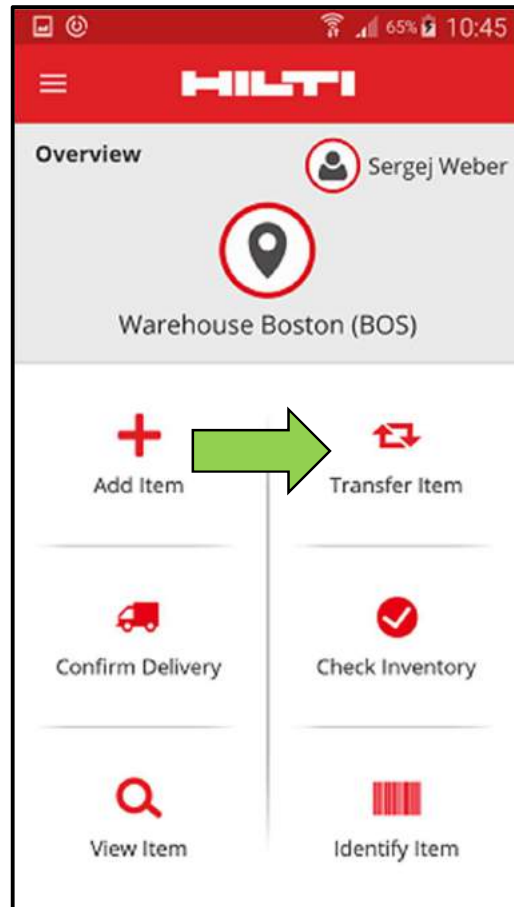 65% 10:45
HILTI
Overview
Sergej Weber
Warehouse Boston (BOS)
Add Item
Transfer Item
Confirm Delivery
Check Inventory
View Item
Identify Item